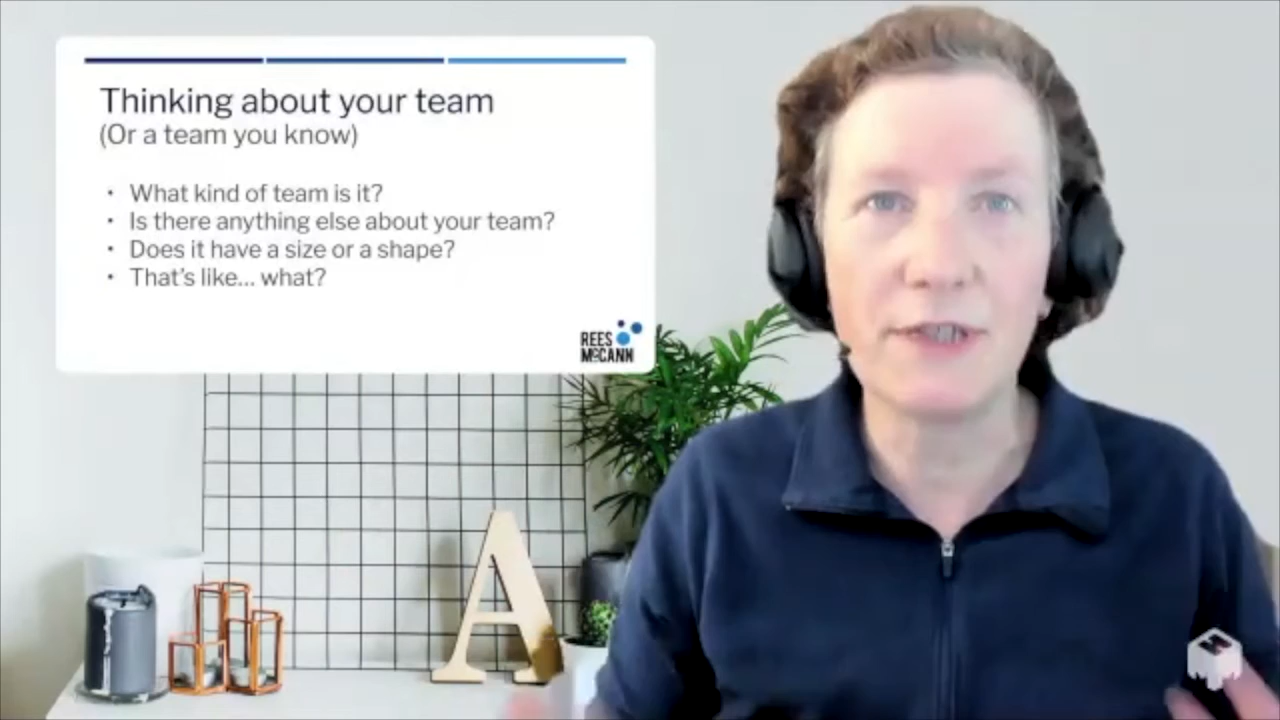 Thinking about your team
(Or a team you know)
• What kind of team is it?
• Is there anything else about your team?
• Does it have a size or a shape?
• That's like... what?
REES
McCANN
A